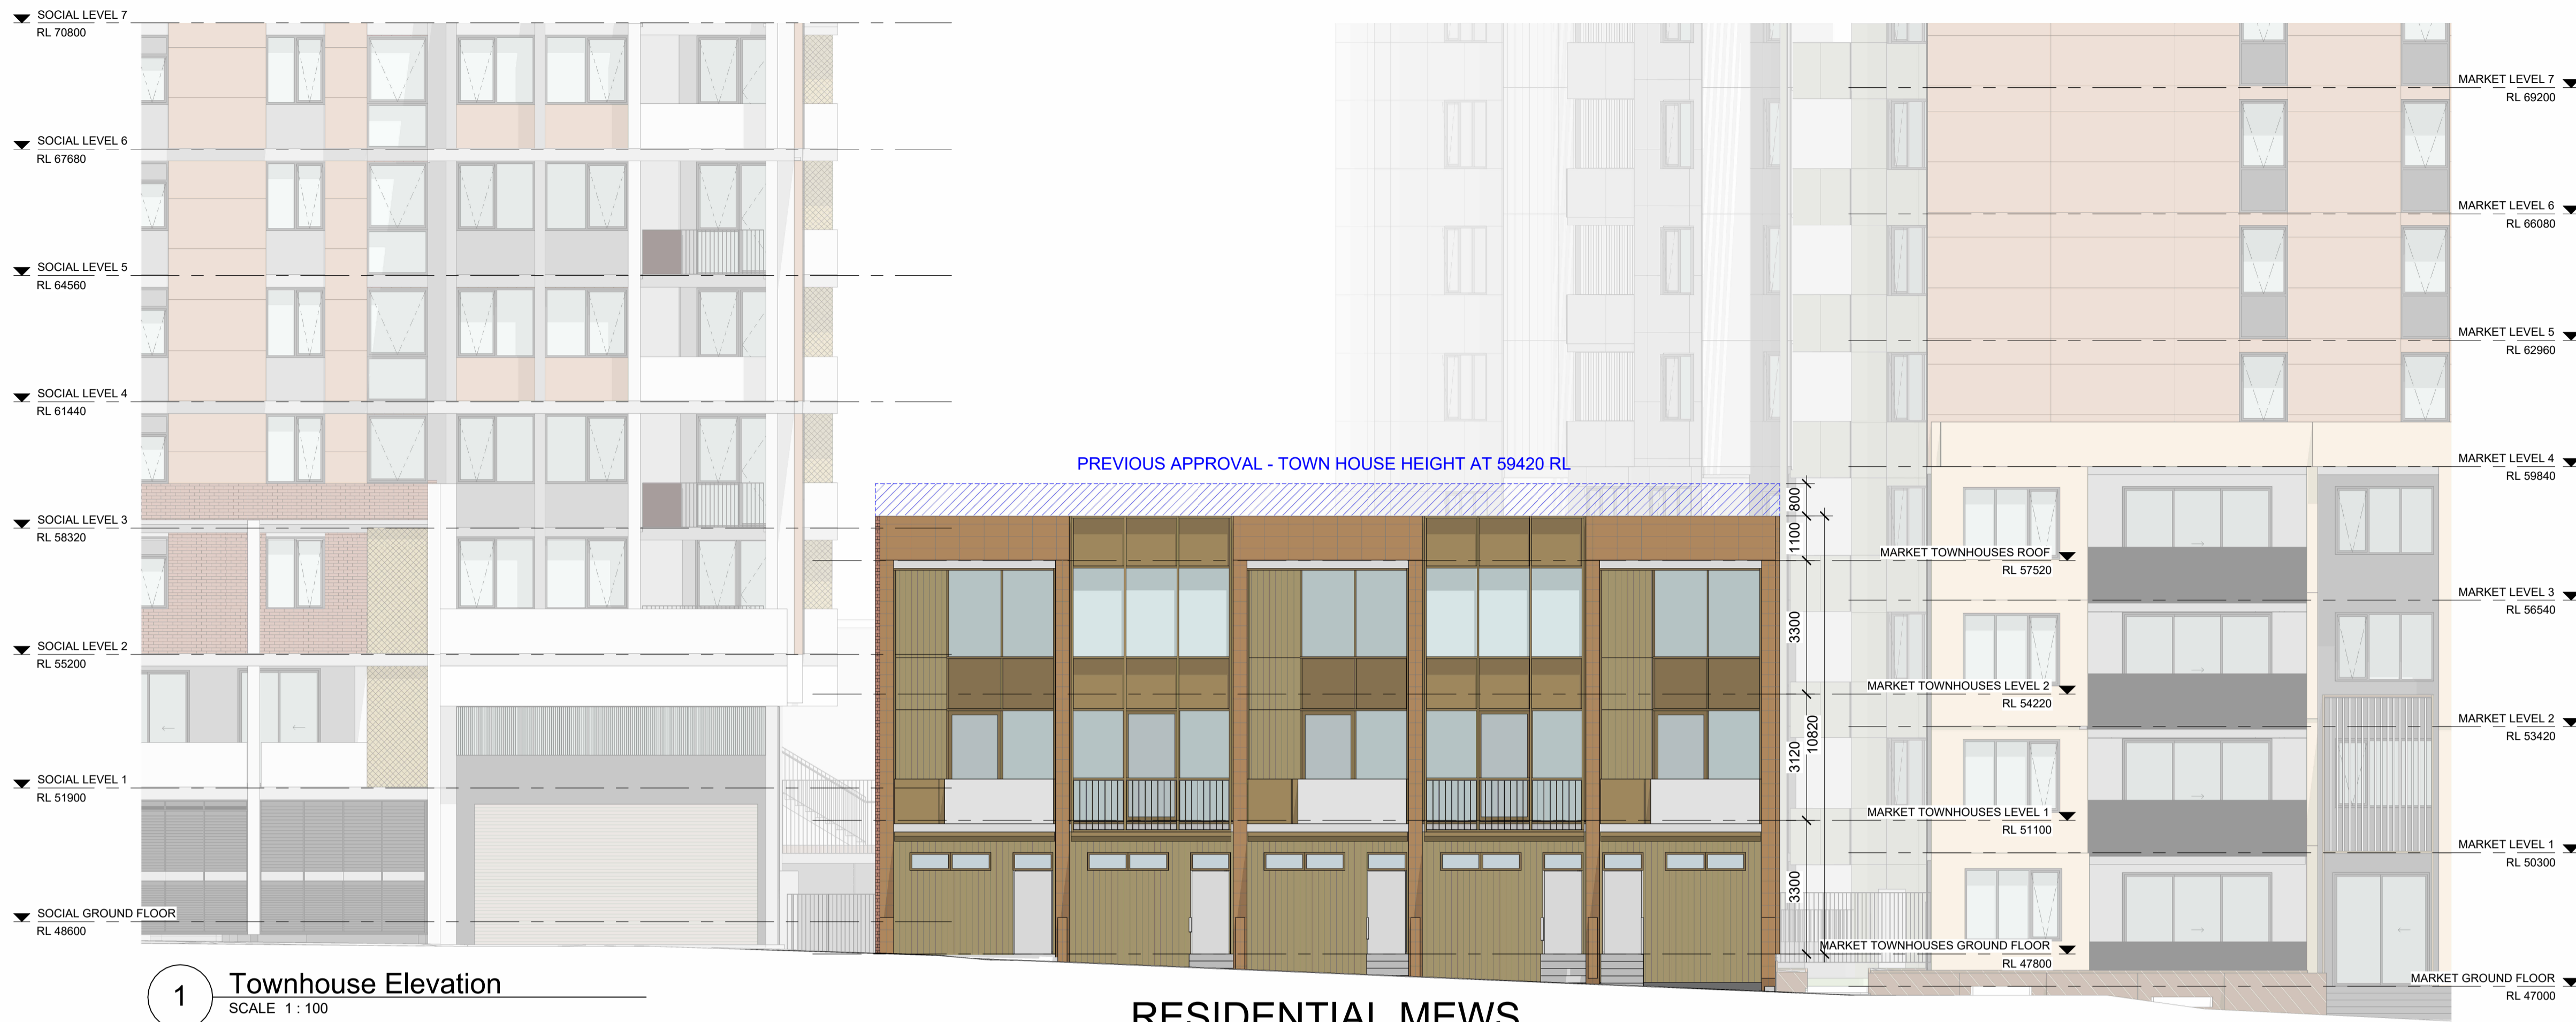 SOCIAL LEVEL 7
RL 70800
SOCIAL LEVEL 6
RL 67680
SOCIAL LEVEL 5
RL 64560
SOCIAL LEVEL 4
RL 61440
SOCIAL LEVEL 3
RL 58320
SOCIAL LEVEL 2
RL 55200
SOCIAL LEVEL 1
RL 51900
SOCIAL GROUND FLOOR
RL 48600
PREVIOUS APPROVAL - TOWN HOUSE HEIGHT AT 59420 RL
800
1100
3300
3120
10820
3300
MARKET TOWNHOUSES ROOF
RL 57520
MARKET TOWNHOUSES LEVEL 2
RL 54220
MARKET TOWNHOUSES LEVEL 1
RL 51100
MARKET TOWNHOUSES GROUND FLOOR
RL 47800
MARKET LEVEL 7
RL 69200
MARKET LEVEL 6
RL 66080
MARKET LEVEL 5
RL 62960
MARKET LEVEL 4
RL 59840
MARKET LEVEL 3
RL 56540
MARKET LEVEL 2
RL 53420
MARKET LEVEL 1
RL 50300
MARKET GROUND FLOOR
RL 47000
1
Townhouse Elevation
SCALE 1 : 100
RESIDENTIAL MEWS